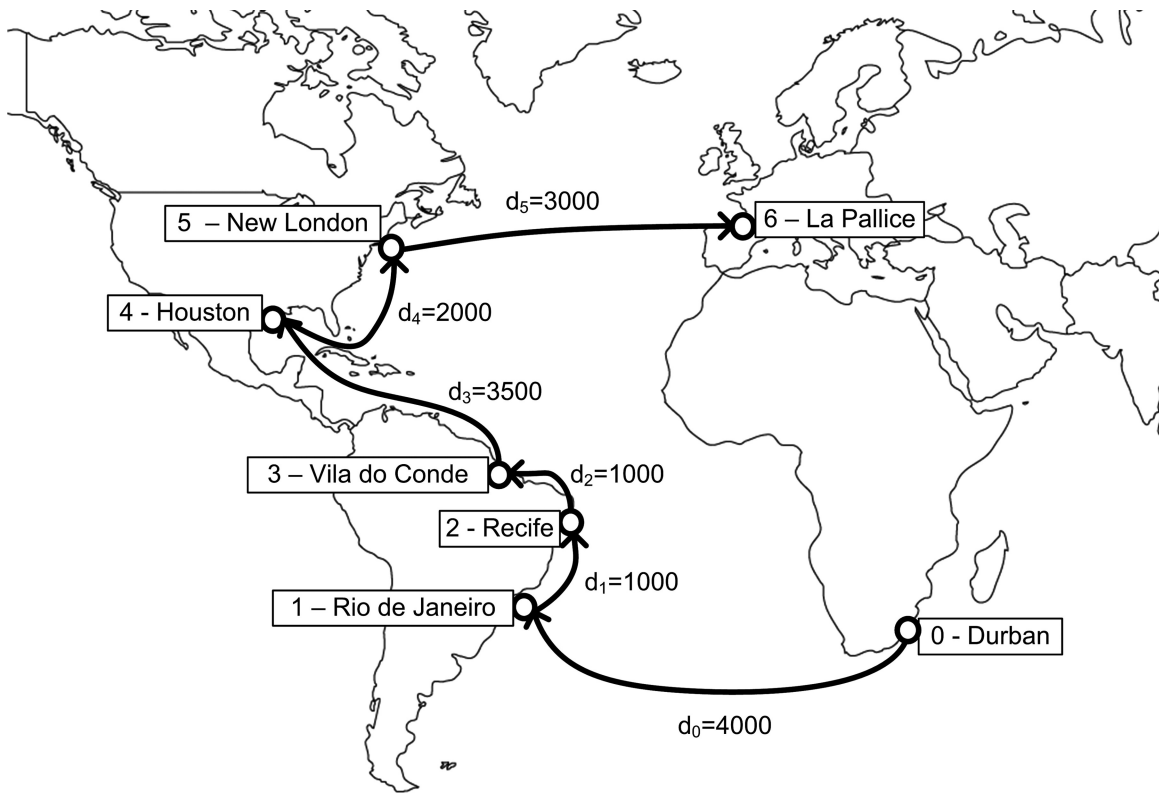 d₅=3000
5 – New London
6 – La Pallice
4 - Houston
d₄=2000
d₃=3500
3 – Vila do Conde
d₂=1000
2 - Recife
d₁=1000
1 – Rio de Janeiro
0 - Durban
d₀=4000